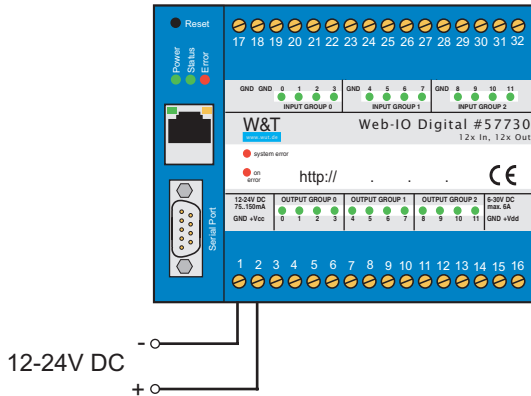 Reset
Power
Status
Error
17 18 19 20 21 22 23 24 25 26 27 28 29 30 31 32
GND GND 0 1 2 3 GND 4 5 6 7 GND 8 9 10 11
INPUT GROUP 0 INPUT GROUP 1 INPUT GROUP 2
W&T
www.wut.de
Web-IO Digital #57730
12x In, 12x Out
system error
on
error
http:// . . .
CE
12-24V DC
75..150mA
GND +Vcc
OUTPUT GROUP 0 OUTPUT GROUP 1 OUTPUT GROUP 2
0 1 2 3 4 5 6 7 8 9 10 11
6-30V DC
max. 6A
GND +Vdd
Serial Port
1 2 3 4 5 6 7 8 9 10 11 12 13 14 15 16
-
12-24V DC
+